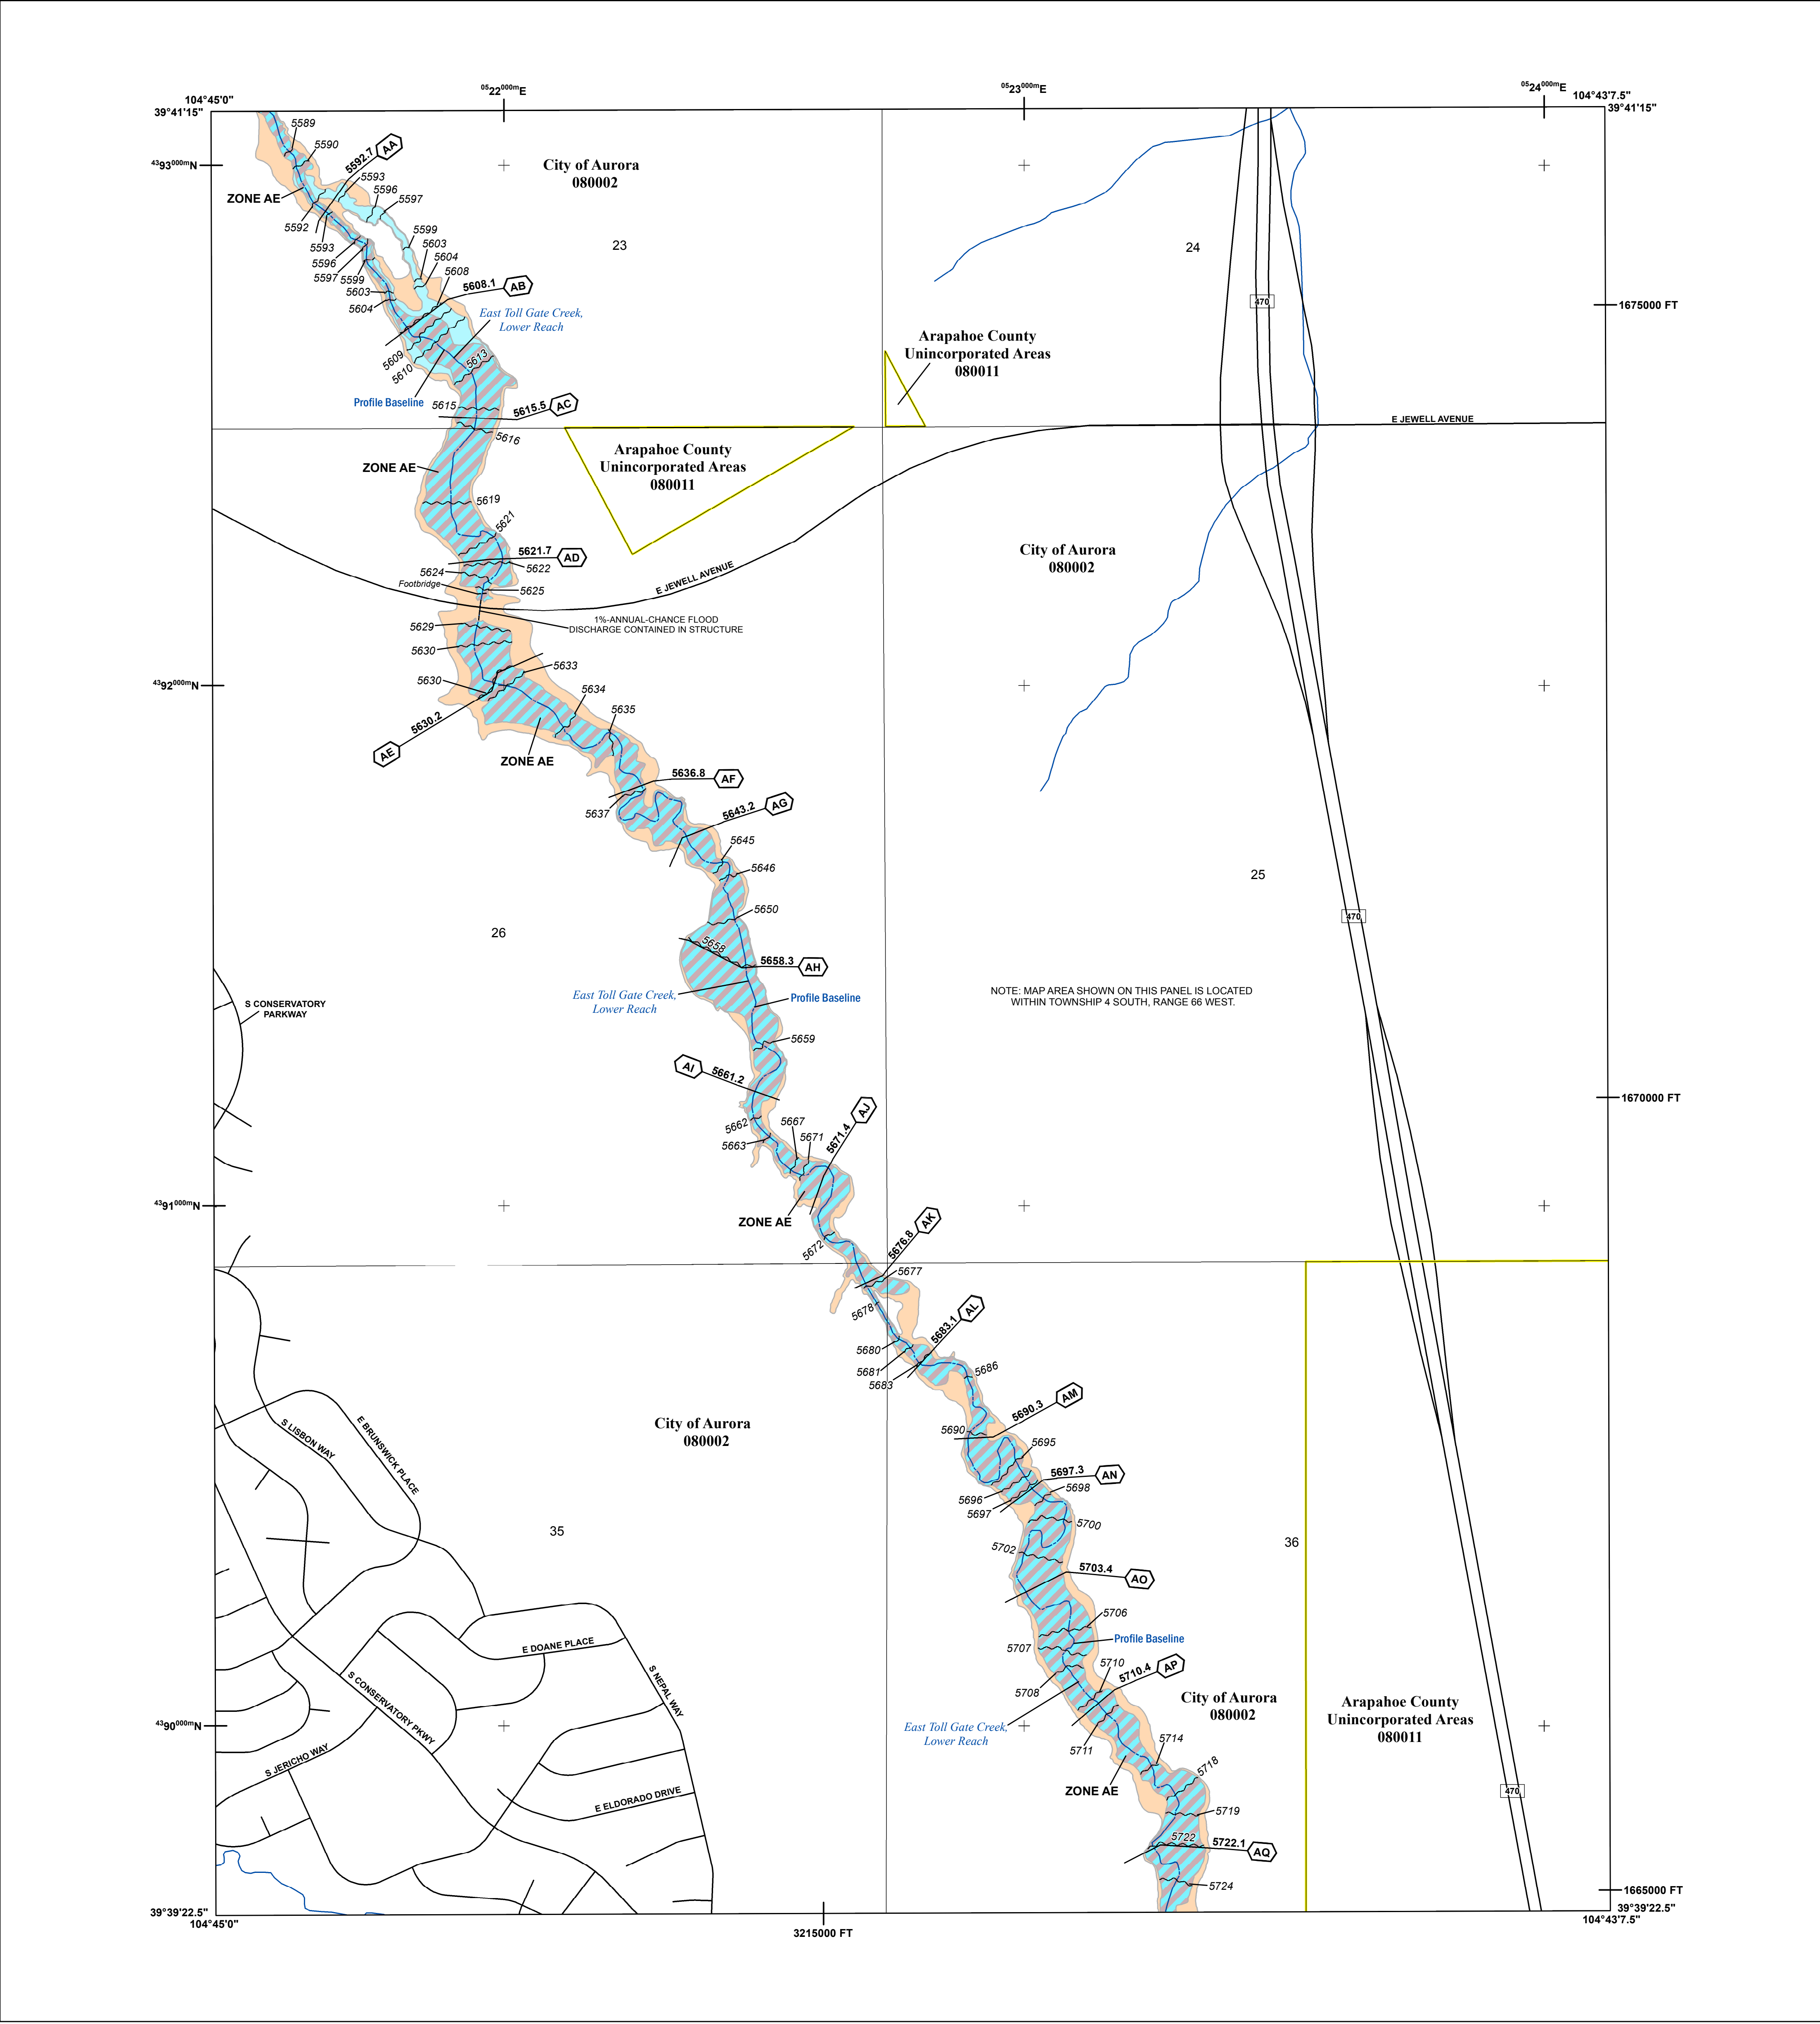 104°45'0"
0522000mE
0523000mE
0524000mE
104°43'7.5"
39°41'15"
39°41'15"
5589
5590
4393000mN
5592.7
AA
City of Aurora
080002
5593
5596
5597
ZONE AE
5592
5593
5596
5597
5599
5599
5603
5604
5608
5603
5604
5608.1
AB
23
24
East Toll Gate Creek,
Lower Reach
470
1675000 FT
5609
5610
5613
Arapahoe County
Unincorporated Areas
080011
Profile Baseline
5615
5615.5
AC
5616
E JEWELL AVENUE
Arapahoe County
Unincorporated Areas
080011
ZONE AE
5619
5621
5621.7
AD
5622
5624
Footbridge
5625
E JEWELL AVENUE
City of Aurora
080002
1%-ANNUAL-CHANCE FLOOD
DISCHARGE CONTAINED IN STRUCTURE
5629
5630
5633
5630
4392000mN
5634
5635
5630.2
AE
ZONE AE
5636.8
AF
5637
5643.2
AG
5645
5646
25
5650
470
26
5658
5658.3
AH
East Toll Gate Creek,
Lower Reach
Profile Baseline
NOTE: MAP AREA SHOWN ON THIS PANEL IS LOCATED
WITHIN TOWNSHIP 4 SOUTH, RANGE 66 WEST.
S CONSERVATORY
PARKWAY
5659
AI
5661.2
1670000 FT
AJ
5671.4
5662
5663
5667
5671
4391000mN
ZONE AE
5672
AK
5676.8
5677
5678
AL
5683.1
5680
5681
5683
5686
AM
5690.3
5690
City of Aurora
080002
S LISBON WAY
E BRUNSWICK PLACE
5695
5697.3
AN
5696
5697
5698
5700
35
36
5702
5703.4
AO
5706
5707
Profile Baseline
E DOANE PLACE
5710
5710.4
AP
5708
S NEPAL WAY
S CONSERVATORY PKWY
City of Aurora
080002
Arapahoe County
Unincorporated Areas
080011
4390000mN
East Toll Gate Creek,
Lower Reach
5711
5714
S JERICHO WAY
5718
ZONE AE
470
E ELDORADO DRIVE
5719
5722
5722.1
AQ
5724
1665000 FT
39°39'22.5"
39°39'22.5"
104°45'0"
3215000 FT
104°43'7.5"